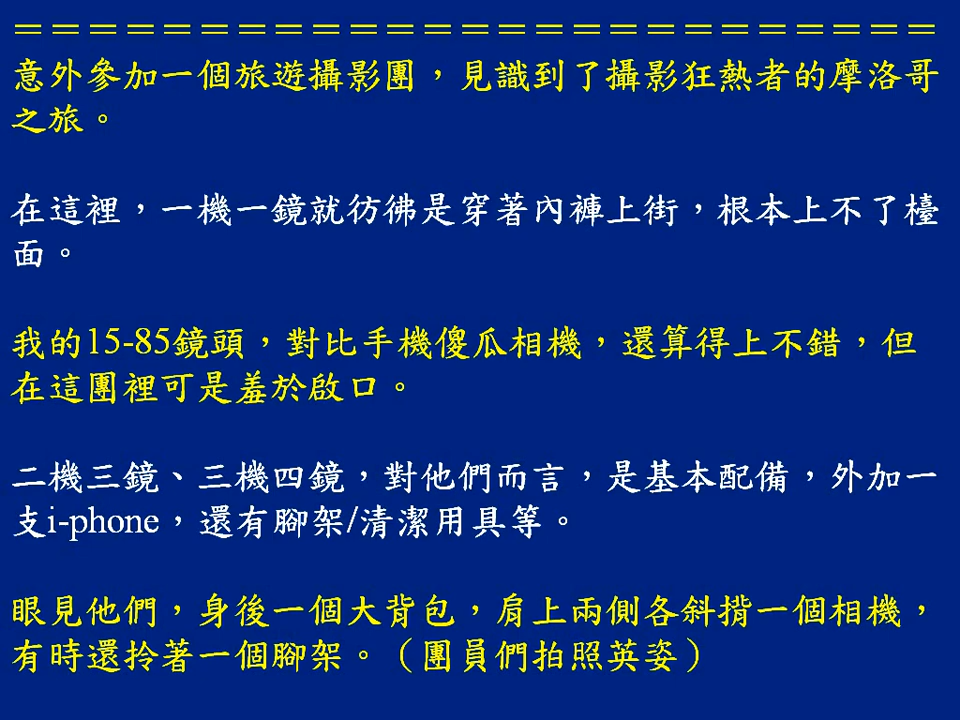 ＝＝＝＝＝＝＝＝＝＝＝＝＝＝＝＝＝＝＝＝＝＝＝＝＝
意外參加一個旅遊攝影團，見識到了攝影狂熱者的摩洛哥
之旅。
在這裡，一機一鏡就彷彿是穿著內褲上街，根本上不了檯
面。
我的15-85鏡頭，對比手機傻瓜相機，還算得上不錯，但
在這團裡可是羞於啟口。
二機三鏡、三機四鏡，對他們而言，是基本配備，外加一
支i-phone，還有腳架/清潔用具等。
眼見他們，身後一個大背包，肩上兩側各斜揹一個相機，
有時還拎著一個腳架。（團員們拍照英姿）